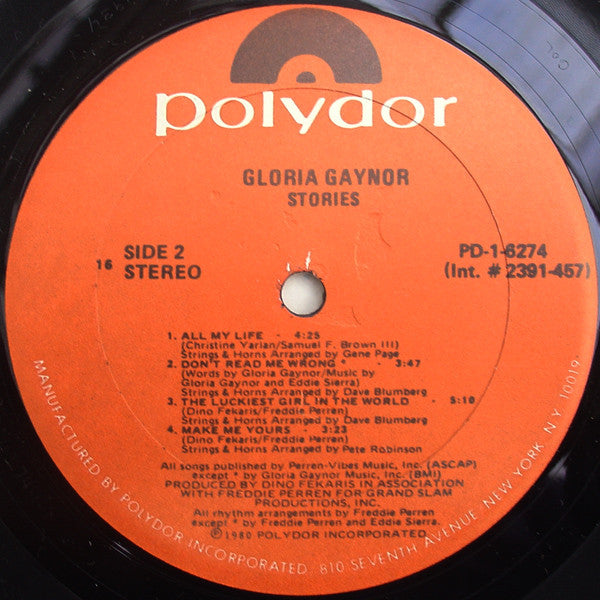 polydor
GLORIA GAYNOR
STORIES
SIDE 2
16 STEREO
PD-1-6274
(Int. # 2391-457)
1. ALL MY LIFE - 4:25
(Christine Yarian/Samuel F. Brown III)
Strings & Horns Arranged by Gene Page
2. DON'T READ ME WRONG * - 3:47
(Words by Gloria Gaynor/Music by
Gloria Gaynor and Eddie Sierra)
Strings & Horns Arranged by Dave Blumberg
3. THE LUCKIEST GIRL IN THE WORLD - 5:10
(Dino Fekaris/Freddie Perren)
Strings & Horns Arranged by Dave Blumberg
4. MAKE ME YOURS - 3:23
(Dino Fekaris/Freddie Perren)
Strings & Horns Arranged by Pete Robinson
All songs published by Perren-Vibes Music, Inc. (ASCAP)
except * by Gloria Gaynor Music, Inc. (BMI)
PRODUCED BY DINO FEKARIS IN ASSOCIATION
WITH FREDDIE PERREN FOR GRAND SLAM
PRODUCTIONS, INC.
All rhythm arrangements by Freddie Perren
except * by Freddie Perren and Eddie Sierra.
Ⓟ1980 POLYDOR INCORPORATED
MANUFACTURED BY POLYDOR INCORPORATED. 810 SEVENTH AVENUE, NEW YORK, N.Y. 10019